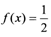 f(x) = 1/2